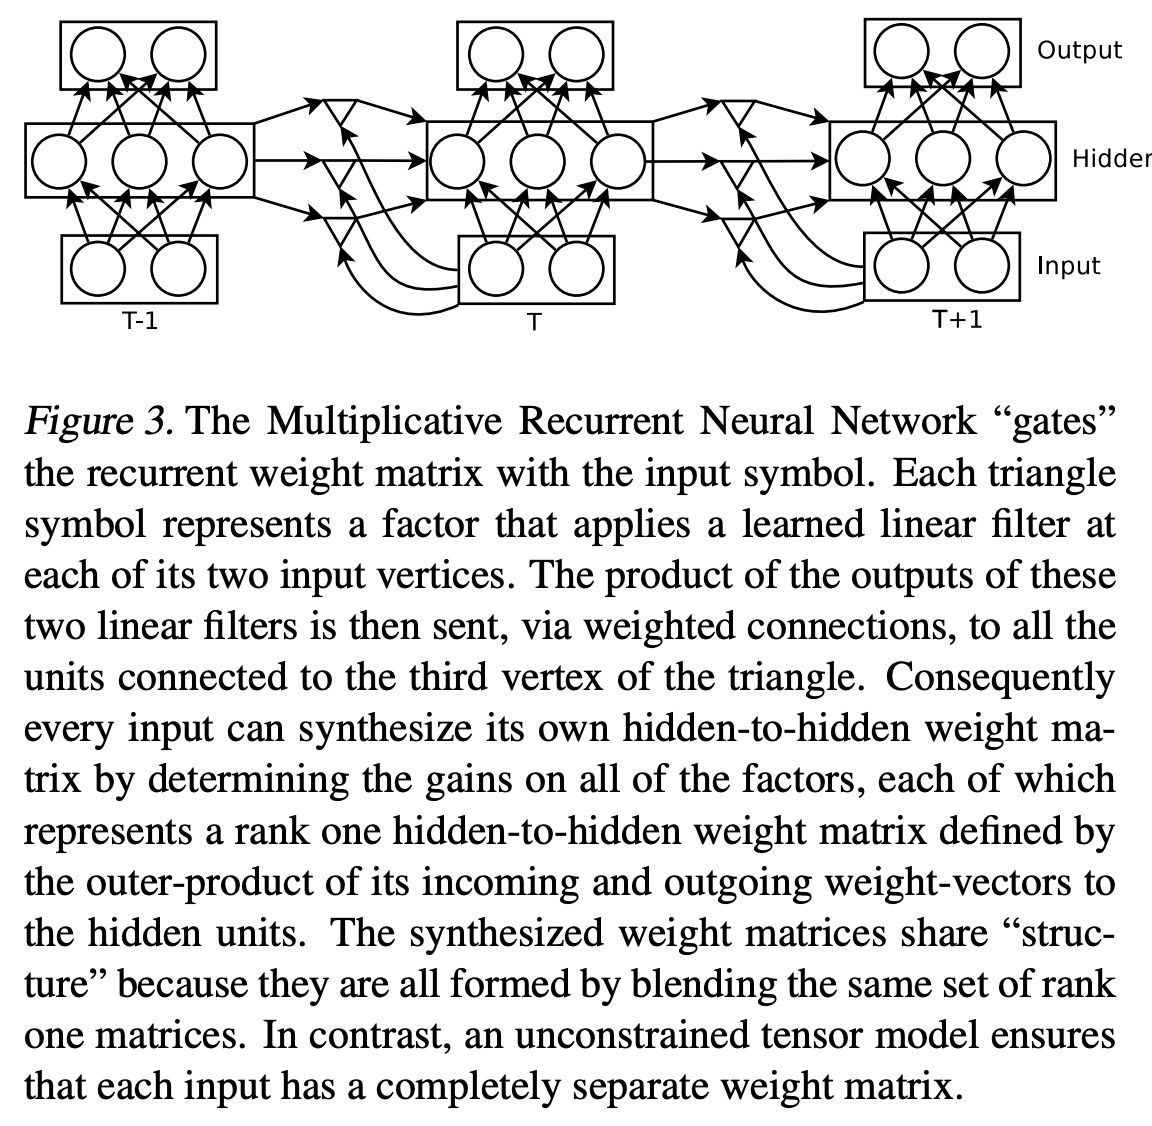 Output
Hidden
Input
T-1
T
T+1
Figure 3. The Multiplicative Recurrent Neural Network “gates”
the recurrent weight matrix with the input symbol. Each triangle
symbol represents a factor that applies a learned linear filter at
each of its two input vertices. The product of the outputs of these
two linear filters is then sent, via weighted connections, to all the
units connected to the third vertex of the triangle. Consequently
every input can synthesize its own hidden-to-hidden weight ma-
trix by determining the gains on all of the factors, each of which
represents a rank one hidden-to-hidden weight matrix defined by
the outer-product of its incoming and outgoing weight-vectors to
the hidden units. The synthesized weight matrices share “struc-
ture” because they are all formed by blending the same set of rank
one matrices. In contrast, an unconstrained tensor model ensures
that each input has a completely separate weight matrix.